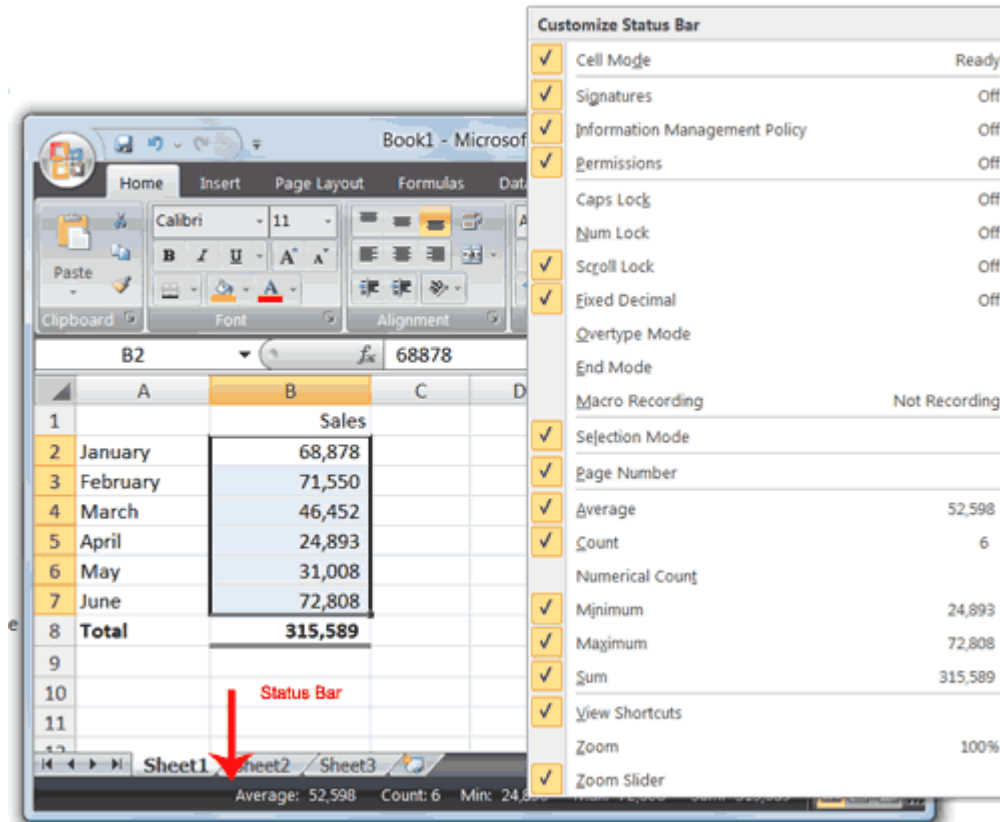 Customize Status Bar
Cell Mode Ready
Signatures Off
Information Management Policy Off
Permissions Off
Caps Lock Off
Num Lock Off
Scroll Lock Off
Fixed Decimal Off
Overtype Mode
End Mode
Macro Recording Not Recording
Selection Mode
Page Number
Average 52,598
Count 6
Numerical Count
Minimum 24,893
Maximum 72,808
Sum 315,589
View Shortcuts
Zoom 100%
Zoom Slider
Book1 - Microsof
Home Insert Page Layout Formulas Dat
Calibri 11
Paste
B I U A A
A
Clipboard Font Alignment
B2 fx 68878
A B C D
1 Sales
2 January 68,878
3 February 71,550
4 March 46,452
5 April 24,893
6 May 31,008
7 June 72,808
e
8 Total 315,589
9
10 Status Bar
11
12
Sheet1 Sheet2 Sheet3
Average: 52,598 Count: 6 Min: